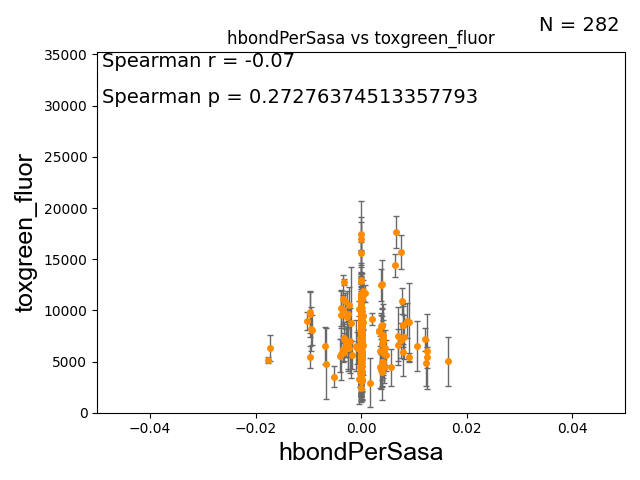 N = 282
hbondPerSasa vs toxgreen_fluor
Spearman r = -0.07
Spearman p = 0.27276374513357793
35000
30000
25000
20000
15000
10000
5000
0
toxgreen_fluor
−0.04
−0.02
0.00
0.02
0.04
hbondPerSasa